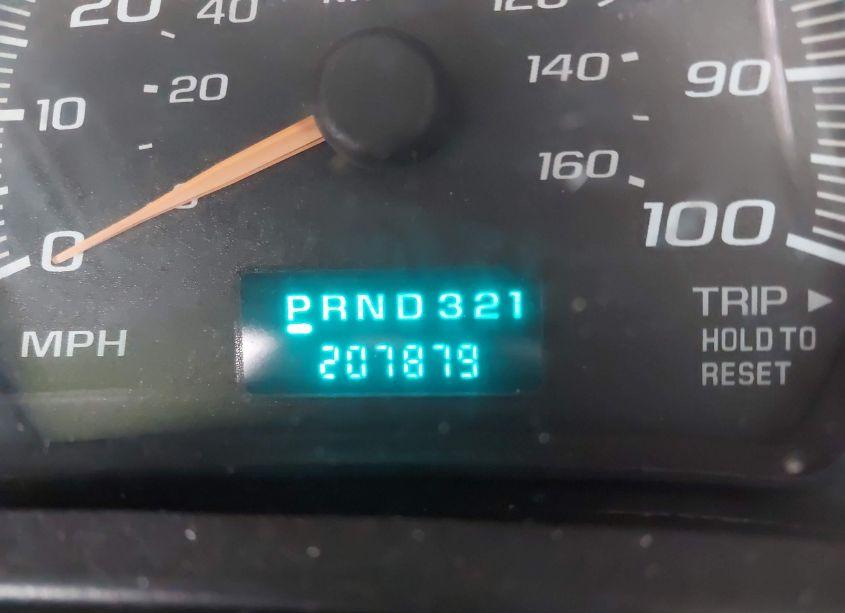 20 40 120
10 20 140 90
160
0 100
PRND321
207879
MPH
TRIP ▶
HOLD TO
RESET